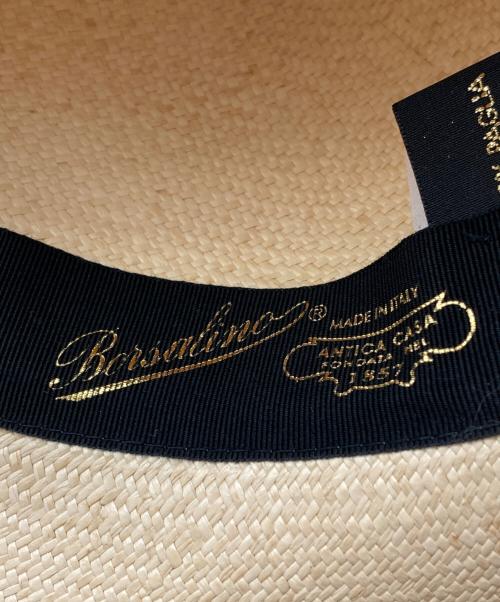 PAGLIA
Borsalino ®
MADE IN ITALY
ANTICA CASA
FONDATA NEL
1857